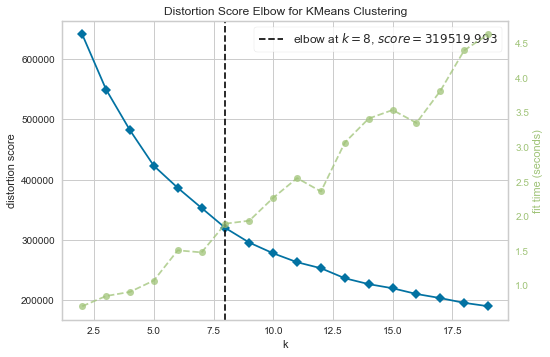 Distortion Score Elbow for KMeans Clustering
elbow at k = 8, score = 319519.993
distortion score
600000
500000
400000
300000
200000
4.5
4.0
3.5
3.0
2.5
2.0
1.5
1.0
fit time (seconds)
2.5 5.0 7.5 10.0 12.5 15.0 17.5
k